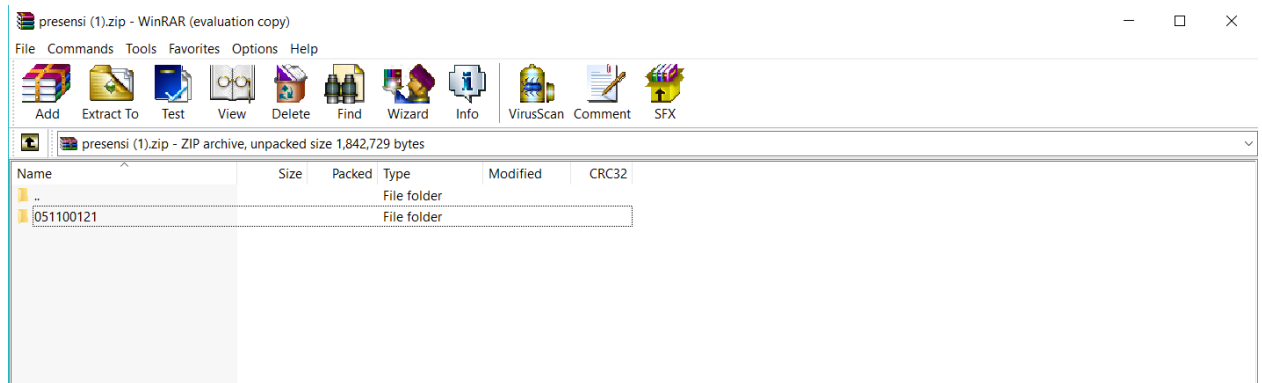 presensi (1).zip - WinRAR (evaluation copy)
File Commands Tools Favorites Options Help
Add Extract To Test View Delete Find Wizard Info VirusScan Comment SFX
presensi (1).zip - ZIP archive, unpacked size 1,842,729 bytes
Name Size Packed Type Modified CRC32
.. File folder
051100121 File folder